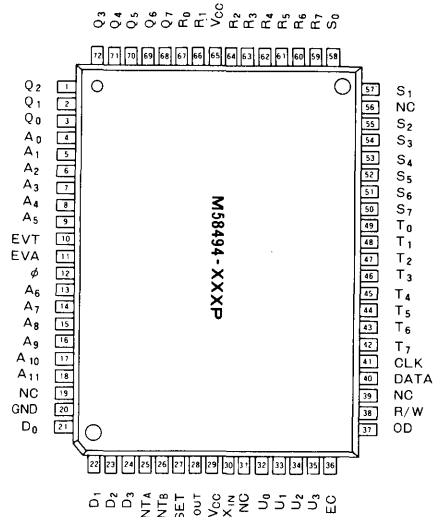 Q3 Q4 Q5 Q6 Q7 R0 R1 VCC R2 R3 R4 R5 R6 R7 S0
72 71 70 69 68 67 66 65 64 63 62 61 60 59 58
Q2 1
Q1 2
Q0 3
A0 4
A1 5
A2 6
A3 7
A4 8
A5 9
EVT 10
EVA 11
φ 12
A6 13
A7 14
A8 15
A9 16
A10 17
A11 18
NC 19
GND 20
D0 21
M58494-XXXP
57 S1
56 NC
55 S2
54 S3
53 S4
52 S5
51 S6
50 S7
49 T0
48 T1
47 T2
46 T3
45 T4
44 T5
43 T6
42 T7
41 CLK
40 DATA
39 NC
38 R/W
37 OD
22 23 24 25 26 27 28 29 30 31 32 33 34 35 36
D1 D2 D3 NTA NTB SET OUT VCC XIN NC U0 U1 U2 U3 EC